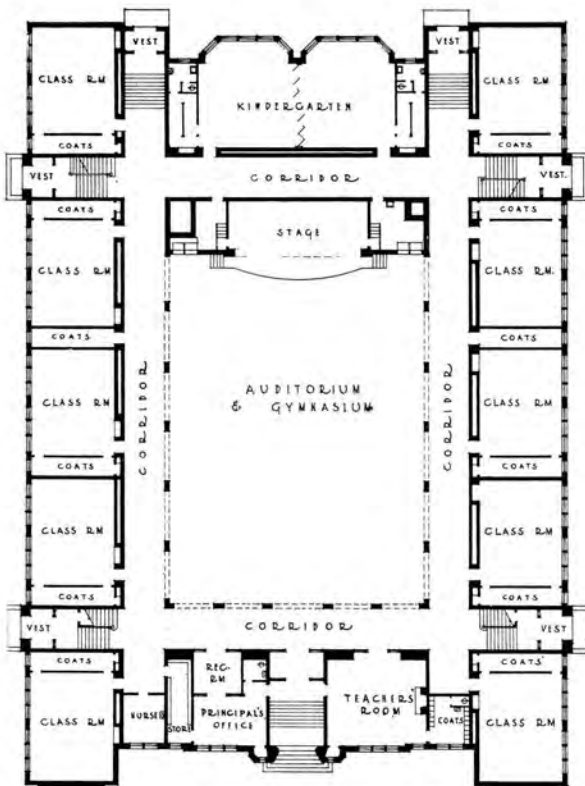 VEST
VEST
CLASS RM
KINDERGARTEN
CLASS RM
COATS
COATS
VEST
CORRIDOR
VEST.
COATS
COATS
STAGE
CLASS RM
CLASS RM.
COATS
COATS
AUDITORIUM
& GYMNASIUM
CLASS RM
CLASS RM
CORRIDOR
CORRIDOR
COATS
COATS
CLASS RM
CLASS RM
COATS
COATS
VEST
CORRIDOR
VEST
COATS
COATS
REC.
RM
TEACHERS
ROOM
CLASS RM
NURSE
STORE
PRINCIPAL'S
OFFICE
COATS
CLASS RM